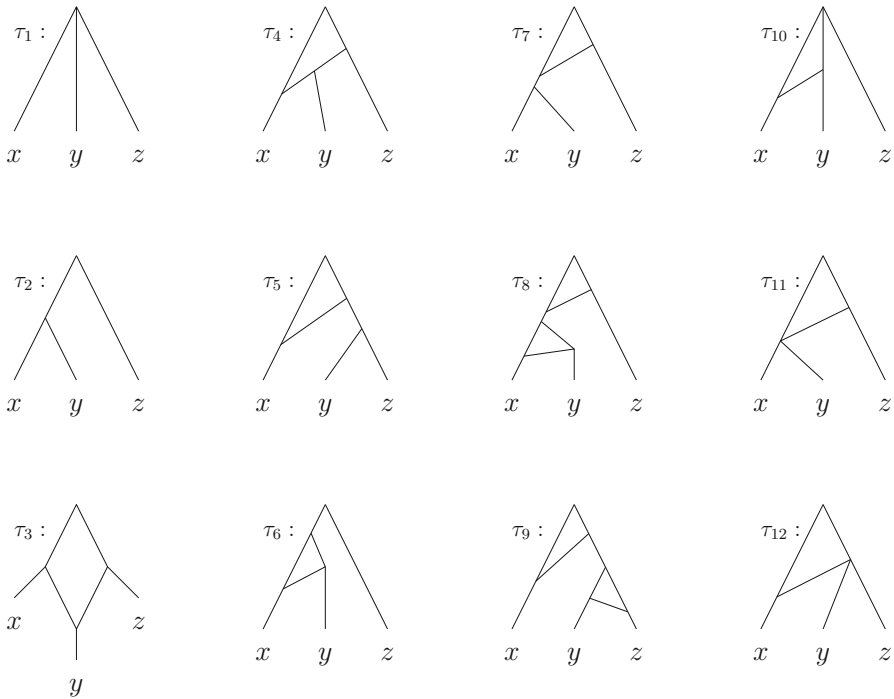 τ₁ : τ₄ : τ₇ : τ₁₀ :
x y z x y z x y z x y z
τ₂ : τ₅ : τ₈ : τ₁₁ :
x y z x y z x y z x y z
τ₃ : τ₆ : τ₉ : τ₁₂ :
x z
x y z x y z x y z
y